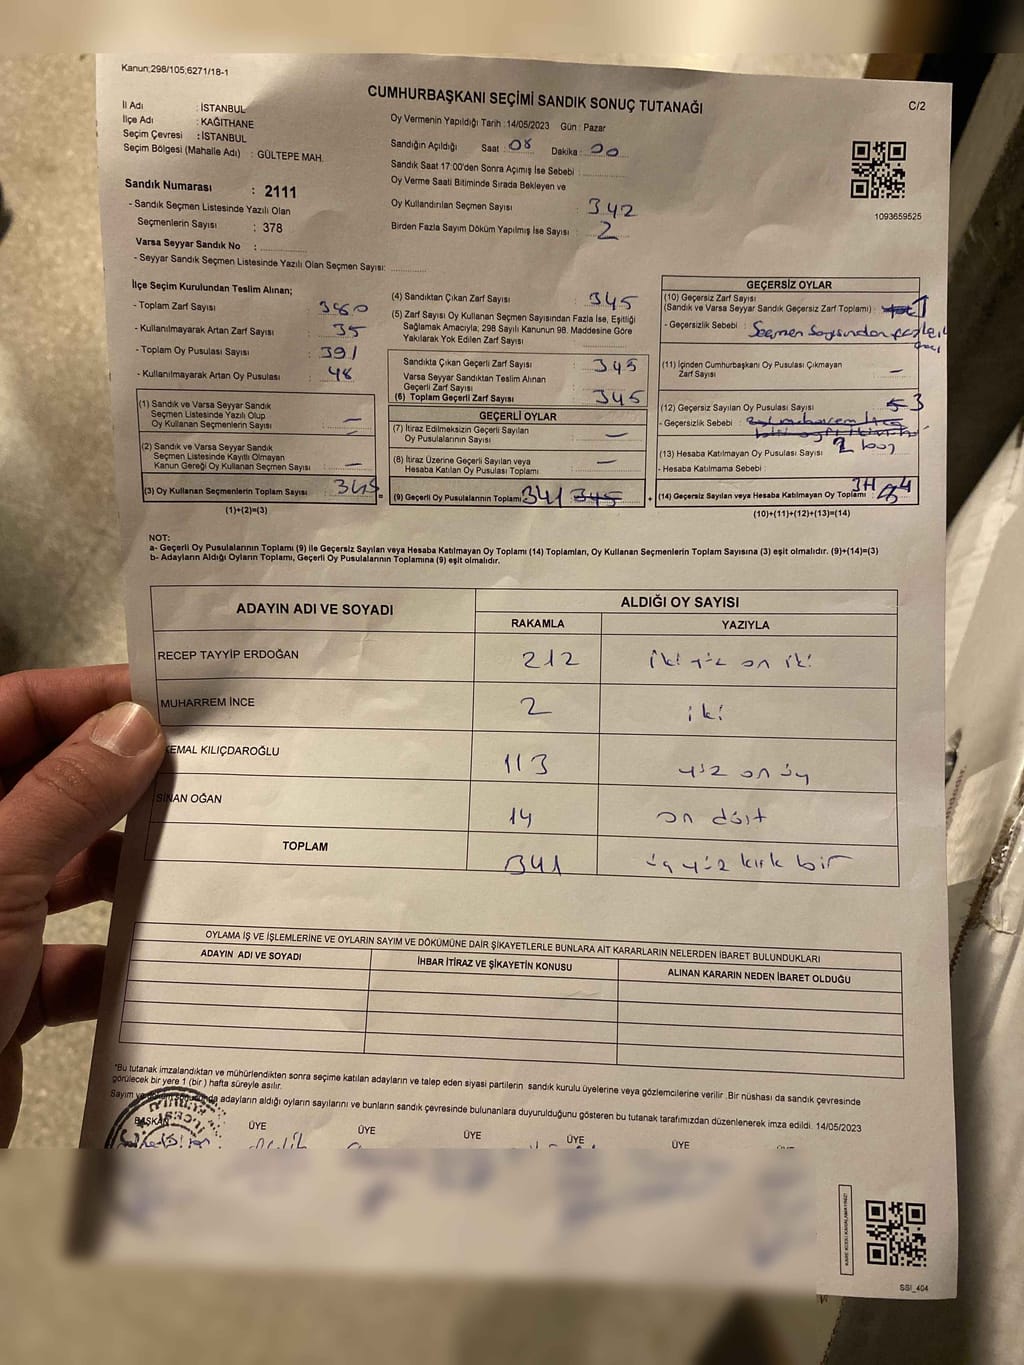 Kanun;298/105;6271/18-1
CUMHURBAŞKANI SEÇİMİ SANDIK SONUÇ TUTANAĞI
C/2
İl Adı : İSTANBUL
İlçe Adı : KAĞITHANE
Seçim Çevresi : İSTANBUL
Seçim Bölgesi (Mahalle Adı) : GÜLTEPE MAH.
Sandık Numarası : 2111
- Sandık Seçmen Listesinde Yazılı Olan
Seçmenlerin Sayısı : 378
Varsa Seyyar Sandık No :
- Seyyar Sandık Seçmen Listesinde Yazılı Olan Seçmen Sayısı:
Oy Vermenin Yapıldığı Tarih : 14/05/2023 Gün : Pazar
Sandığın Açıldığı Saat : 08 Dakika : 00
Sandık Saat 17:00'den Sonra Açımış İse Sebebi :
Oy Verme Saati Bitiminde Sırada Bekleyen ve
Oy Kullandırılan Seçmen Sayısı : 342
Birden Fazla Sayım Döküm Yapılmış İse Sayısı : 2
1093659525
İlçe Seçim Kurulundan Teslim Alınan;
- Toplam Zarf Sayısı : 380
- Kullanılmayarak Artan Zarf Sayısı : 35
- Toplam Oy Pusulası Sayısı : 391
- Kullanılmayarak Artan Oy Pusulası : 48
(1) Sandık ve Varsa Seyyar Sandık
Seçmen Listesinde Yazılı Olup
Oy Kullanan Seçmenlerin Sayısı : —
(2) Sandık ve Varsa Seyyar Sandık
Seçmen Listesinde Kayıtlı Olmayan
Kanun Gereği Oy Kullanan Seçmen Sayısı : —
(3) Oy Kullanan Seçmenlerin Toplam Sayısı 345
(1)+(2)=(3)
=
(4) Sandıktan Çıkan Zarf Sayısı : 345
(5) Zarf Sayısı Oy Kullanan Seçmen Sayısından Fazla İse, Eşitliği
Sağlamak Amacıyla; 298 Sayılı Kanunun 98. Maddesine Göre
Yakılarak Yok Edilen Zarf Sayısı :
Sandıkta Çıkan Geçerli Zarf Sayısı : 345
Varsa Seyyar Sandıktan Teslim Alınan
Geçerli Zarf Sayısı
(6) Toplam Geçerli Zarf Sayısı : 345
GEÇERLİ OYLAR
(7) İtiraz Edilmeksizin Geçerli Sayılan
Oy Pusulalarının Sayısı : —
(8) İtiraz Üzerine Geçerli Sayılan veya
Hesaba Katılan Oy Pusulası Toplamı : —
(9) Geçerli Oy Pusulalarının Toplamı 341 345
+
GEÇERSİZ OYLAR
(10) Geçersiz Zarf Sayısı
(Sandık ve Varsa Seyyar Sandık Geçersiz Zarf Toplamı) : 1
- Geçersizlik Sebebi : Seçmen Sayısından fazla
(11) İçinden Cumhurbaşkanı Oy Pusulası Çıkmayan
Zarf Sayısı : —
(12) Geçersiz Sayılan Oy Pusulası Sayısı : 3
- Geçersizlik Sebebi :
(13) Hesaba Katılmayan Oy Pusulası Sayısı : 2 boş
- Hesaba Katılmama Sebebi :
(14) Geçersiz Sayılan veya Hesaba Katılmayan Oy Toplamı : 4
(10)+(11)+(12)+(13)=(14)
NOT:
a- Geçerli Oy Pusulalarının Toplamı (9) ile Geçersiz Sayılan veya Hesaba Katılmayan Oy Toplamı (14) Toplamları, Oy Kullanan Seçmenlerin Toplam Sayısına (3) eşit olmalıdır. (9)+(14)=(3)
b- Adayların Aldığı Oyların Toplamı, Geçerli Oy Pusulalarının Toplamına (9) eşit olmalıdır.
ADAYIN ADI VE SOYADI
ALDIĞI OY SAYISI
RAKAMLA YAZIYLA
RECEP TAYYİP ERDOĞAN 212 iki yüz on iki
MUHARREM İNCE 2 iki
KEMAL KILIÇDAROĞLU 113 yüz on üç
SİNAN OĞAN 14 on dört
TOPLAM 341 üç yüz kırk bir
OYLAMA İŞ VE İŞLEMLERİNE VE OYLARIN SAYIM VE DÖKÜMÜNE DAİR ŞİKAYETLERLE BUNLARA AİT KARARLARIN NELERDEN İBARET BULUNDUKLARI
ADAYIN ADI VE SOYADI İHBAR İTİRAZ VE ŞİKAYETİN KONUSU ALINAN KARARIN NEDEN İBARET OLDUĞU
*Bu tutanak imzalandıktan ve mühürlendikten sonra seçime katılan adayların ve talep eden siyasi partilerin sandık kurulu üyelerine veya gözlemcilerine verilir .Bir nüshası da sandık çevresinde
görülecek bir yere 1 (bir ) hafta süreyle asılır.
Sayım ve döküm sonucunda adayların aldığı oyların sayılarını ve bunların sandık çevresinde bulunanlara duyurulduğunu gösteren bu tutanak tarafımızdan düzenlenerek imza edildi. 14/05/2023
BAŞKAN ÜYE ÜYE ÜYE ÜYE ÜYE ÜYE
SSI_404